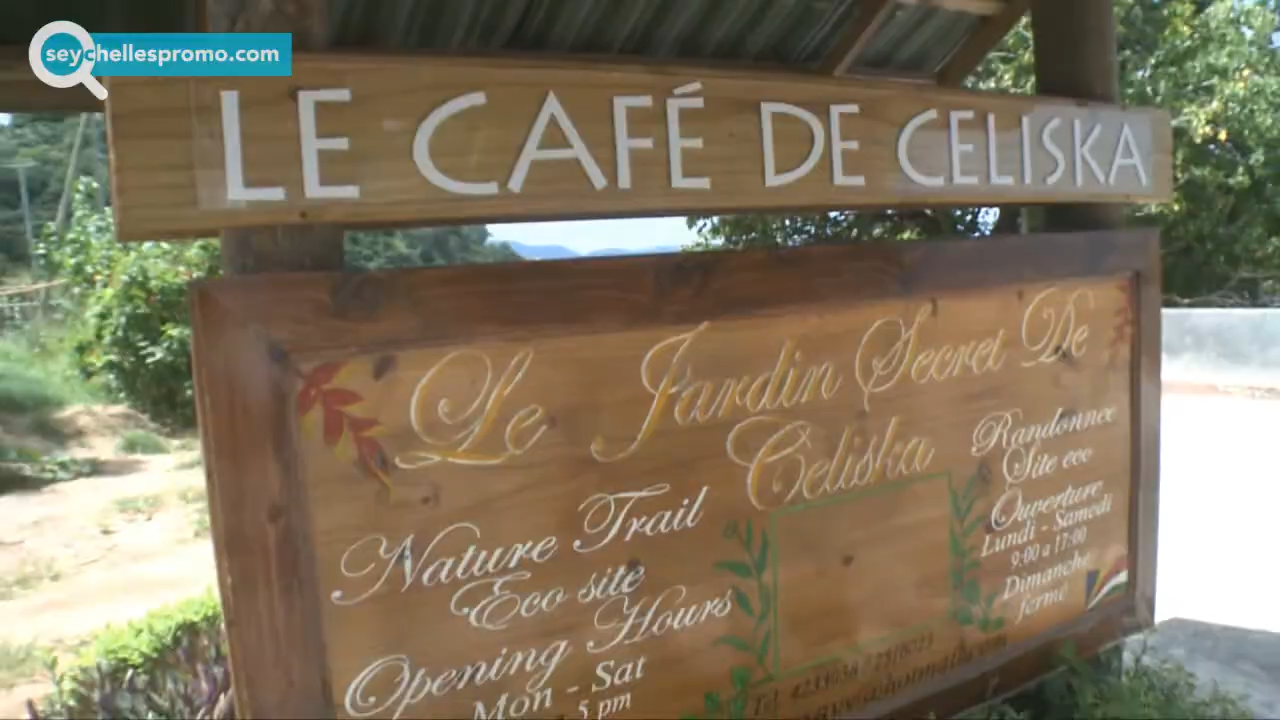 seychellespromo.com
LE CAFÉ DE CELISKA
Le Jardin Secret De
Celiska
Nature Trail
Eco site
Opening Hours
Mon - Sat
5 pm
Randonnee
Site eco
Ouverture
Lundi - Samedi
9:00 a 17:00
Dimanche
fermé
Tel: